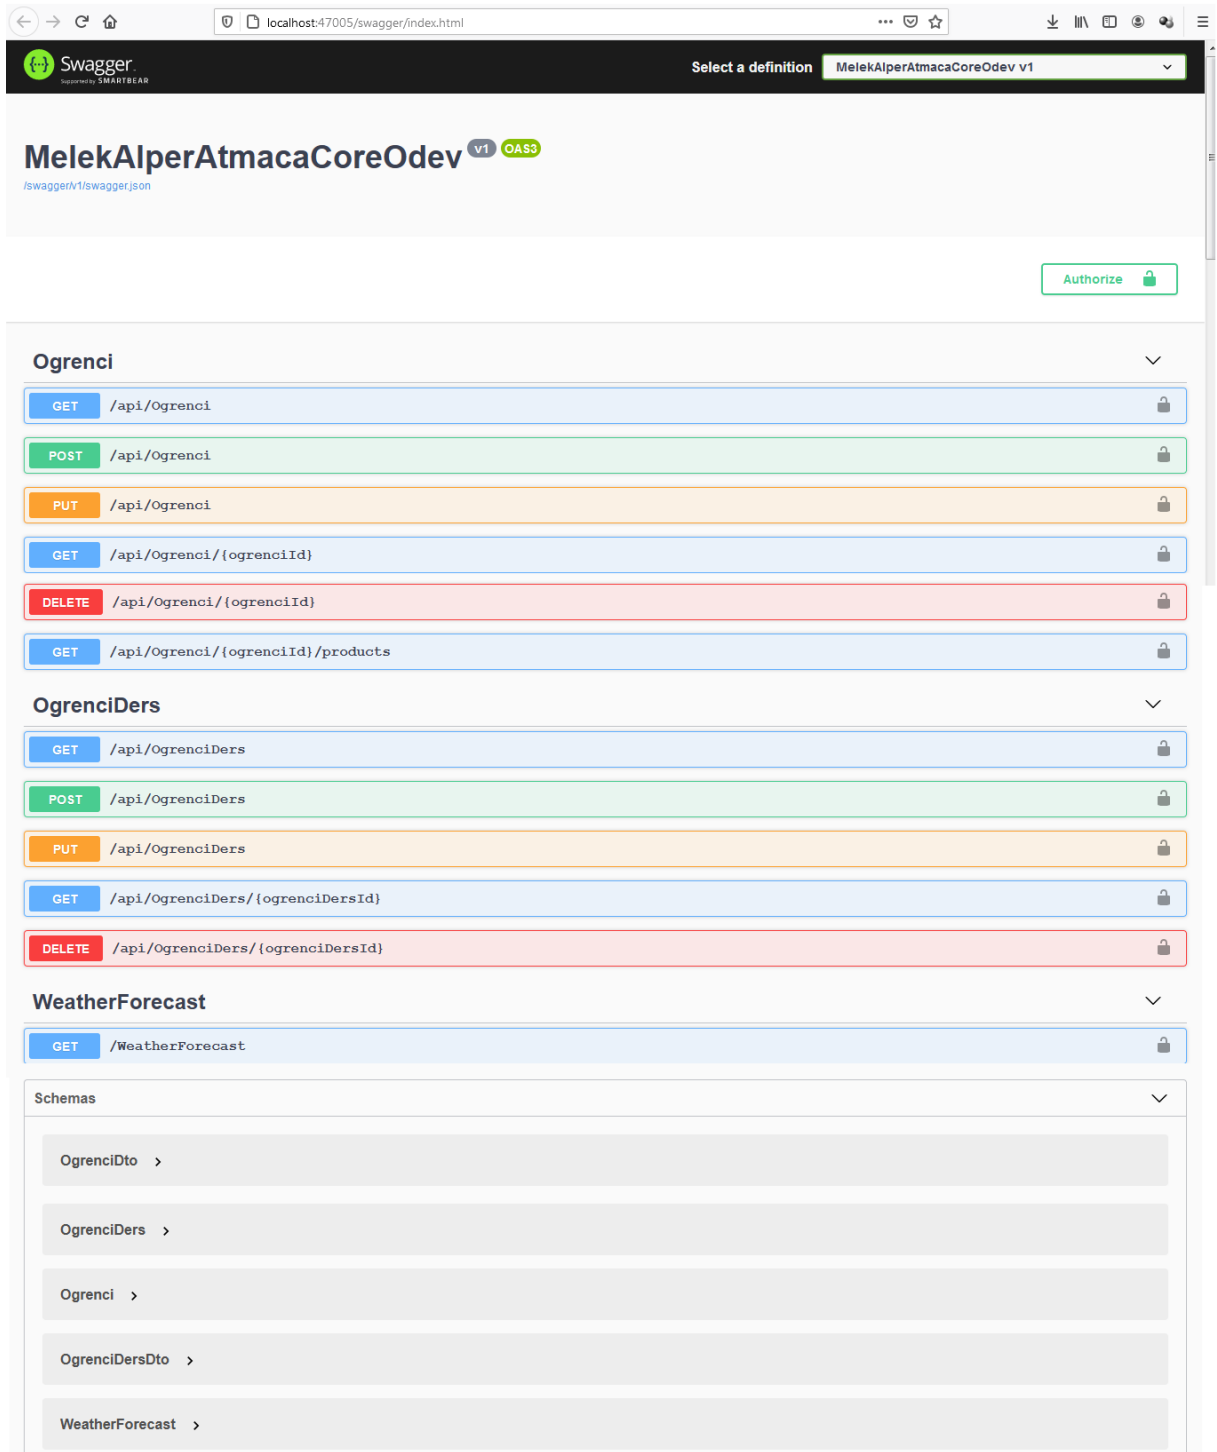 localhost:47005/swagger/index.html
Swagger.
Supported by SMARTBEAR
Select a definition
MelekAlperAtmacaCoreOdev v1
MelekAlperAtmacaCoreOdev v1 OAS3
/swagger/v1/swagger.json
Authorize
Ogrenci
GET /api/Ogrenci
POST /api/Ogrenci
PUT /api/Ogrenci
GET /api/Ogrenci/{ogrenciId}
DELETE /api/Ogrenci/{ogrenciId}
GET /api/Ogrenci/{ogrenciId}/products
OgrenciDers
GET /api/OgrenciDers
POST /api/OgrenciDers
PUT /api/OgrenciDers
GET /api/OgrenciDers/{ogrenciDersId}
DELETE /api/OgrenciDers/{ogrenciDersId}
WeatherForecast
GET /WeatherForecast
Schemas
OgrenciDto
OgrenciDers
Ogrenci
OgrenciDersDto
WeatherForecast